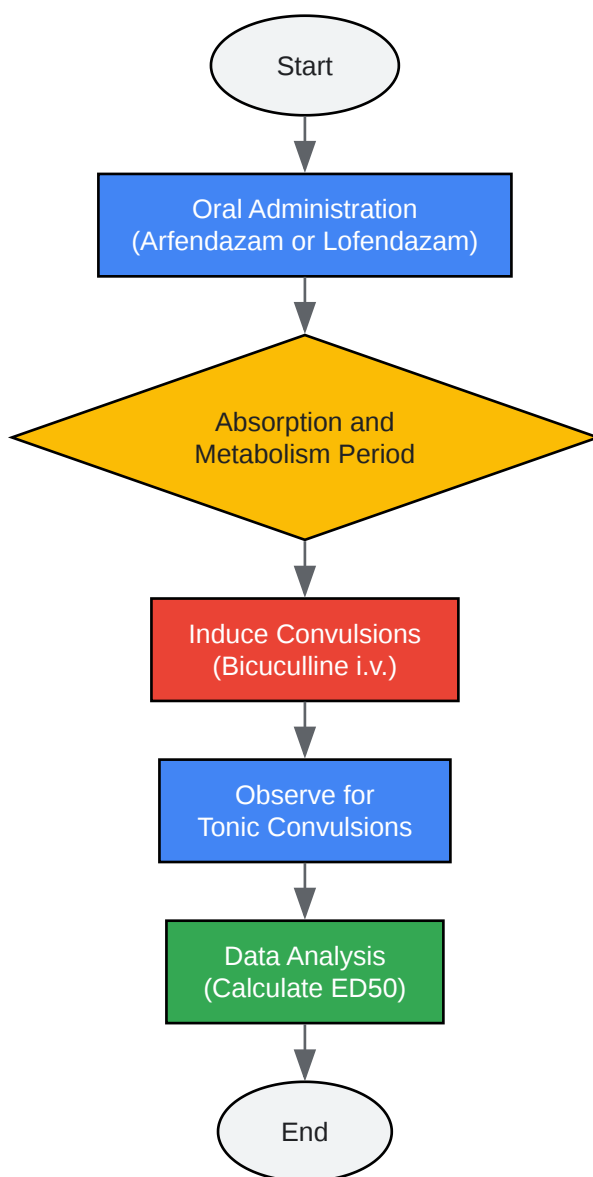 Start
Oral Administration
(Arfendazam or Lofendazam)
Absorption and
Metabolism Period
Induce Convulsions
(Bicuculline i.v.)
Observe for
Tonic Convulsions
Data Analysis
(Calculate ED50)
End